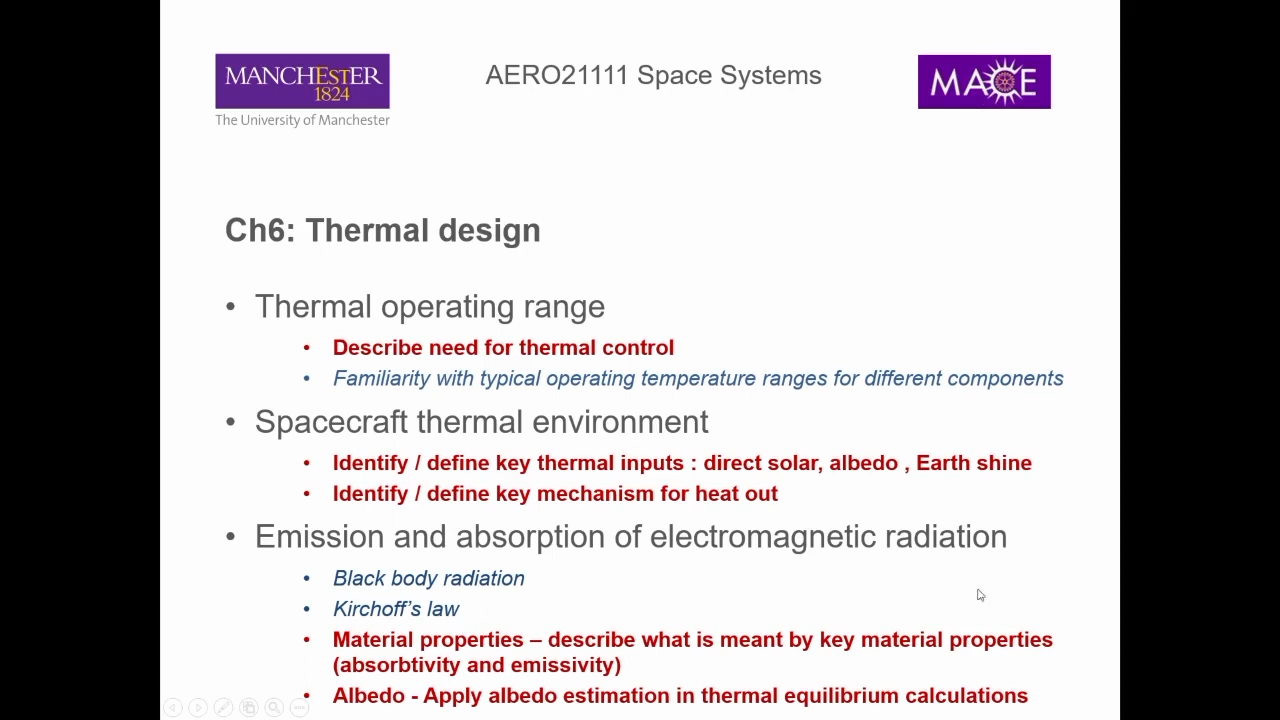 MANCHESTER
1824
The University of Manchester
AERO21111 Space Systems
MACE
Ch6: Thermal design
• Thermal operating range
• Describe need for thermal control
• Familiarity with typical operating temperature ranges for different components
• Spacecraft thermal environment
• Identify / define key thermal inputs : direct solar, albedo , Earth shine
• Identify / define key mechanism for heat out
• Emission and absorption of electromagnetic radiation
• Black body radiation
• Kirchoff's law
• Material properties – describe what is meant by key material properties
(absorbtivity and emissivity)
• Albedo - Apply albedo estimation in thermal equilibrium calculations